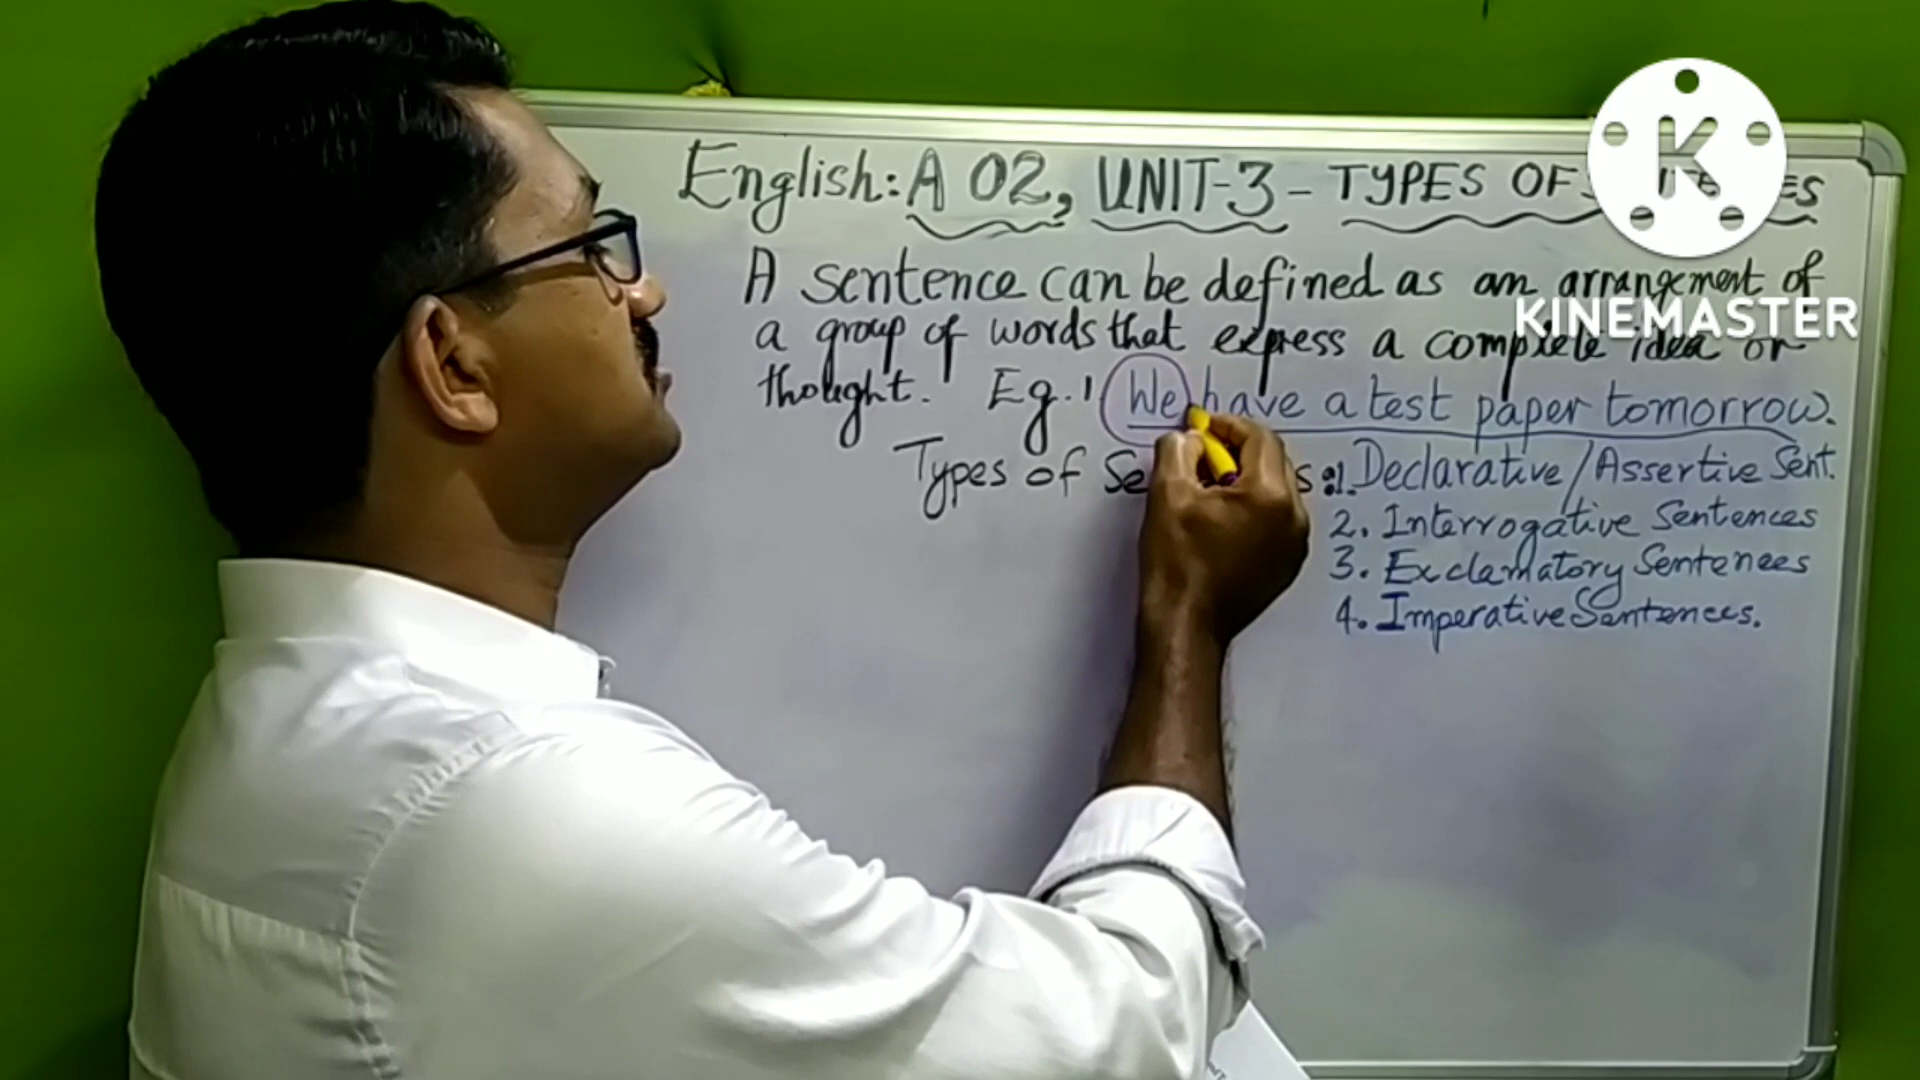 English: A 02, UNIT-3 - TYPES OF
A sentence can be defined as an arrangement of
a group of words that express a complete idea or
thought. Eg. 1 We have a test paper tomorrow.
Types of :1. Declarative/Assertive Sent.
2. Interrogative Sentences
3. Exclamatory Sentences
4. Imperative Sentences.
K
KINEMASTER